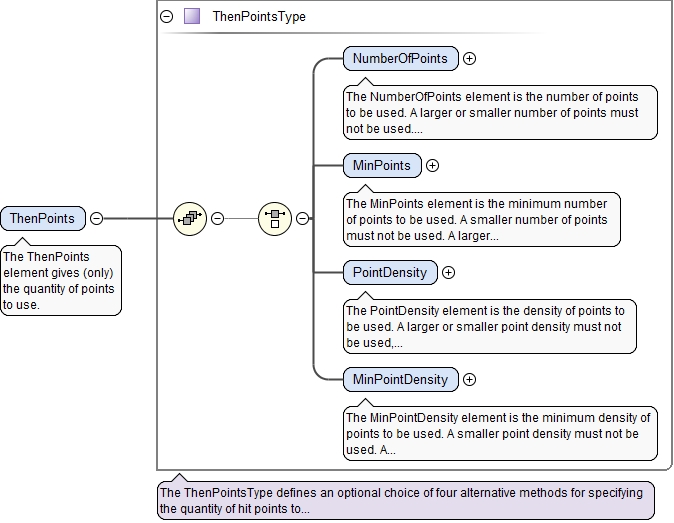 ThenPointsType
NumberOfPoints
The NumberOfPoints element is the number of points
to be used. A larger or smaller number of points must
not be used....
MinPoints
The MinPoints element is the minimum number
of points to be used. A smaller number of points
must not be used. A larger...
ThenPoints
The ThenPoints
element gives (only)
the quantity of points
to use.
PointDensity
The PointDensity element is the density of points to
be used. A larger or smaller point density must not
be used,...
MinPointDensity
The MinPointDensity element is the minimum density of
points to be used. A smaller point density must not be
used. A...
The ThenPointsType defines an optional choice of four alternative methods for specifying
the quantity of hit points to...